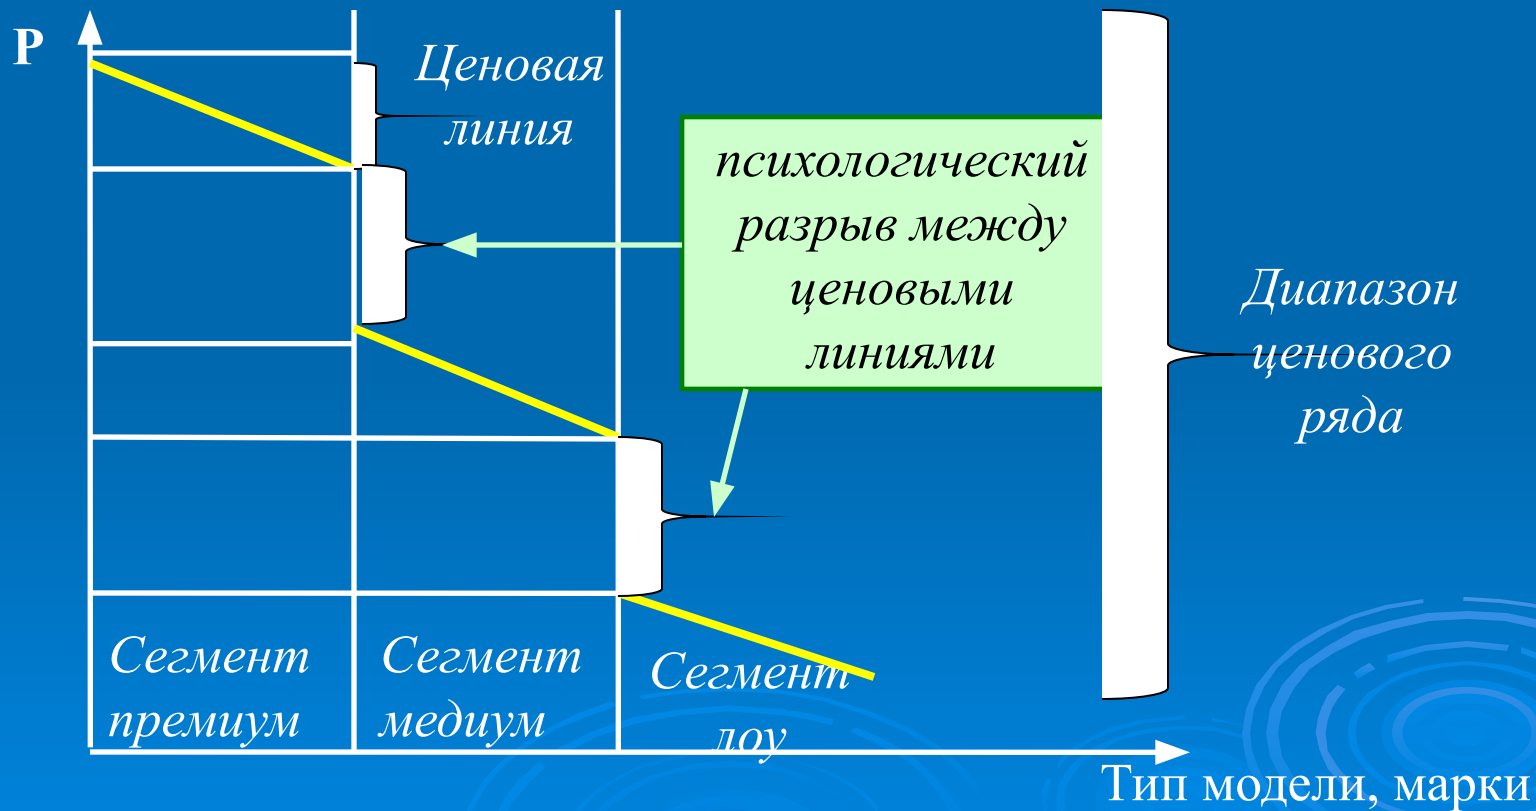 P
Ценовая
линия
психологический
разрыв между
ценовыми
линиями
Диапазон
ценового
ряда
Сегмент
премиум
Сегмент
медиум
Сегмент
лоу
Тип модели, марки